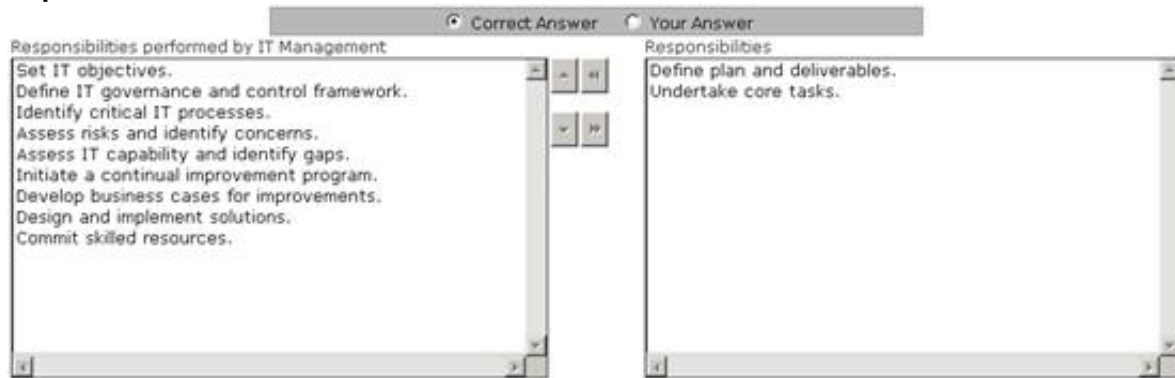 Correct Answer Your Answer
Responsibilities performed by IT Management
Set IT objectives.
Define IT governance and control framework.
Identify critical IT processes.
Assess risks and identify concerns.
Assess IT capability and identify gaps.
Initiate a continual improvement program.
Develop business cases for improvements.
Design and implement solutions.
Commit skilled resources.
Responsibilities
Define plan and deliverables.
Undertake core tasks.